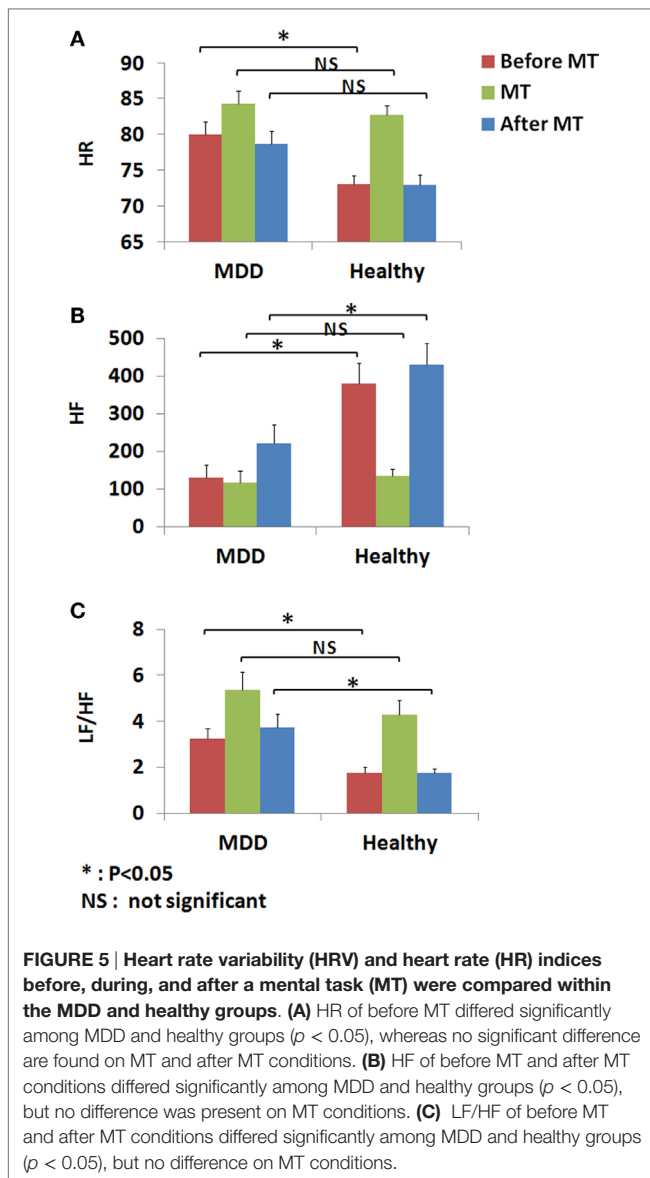 A
*
NS
NS
Before MT
MT
After MT
90
85
80
75
70
65
HR
MDD Healthy
B
*
NS
*
500
400
300
200
100
0
HF
MDD Healthy
C
*
NS
*
8
6
4
2
0
LF/HF
MDD Healthy
* : P<0.05
NS : not significant
FIGURE 5 | Heart rate variability (HRV) and heart rate (HR) indices
before, during, and after a mental task (MT) were compared within
the MDD and healthy groups. (A) HR of before MT differed significantly
among MDD and healthy groups (p < 0.05), whereas no significant difference
are found on MT and after MT conditions. (B) HF of before MT and after MT
conditions differed significantly among MDD and healthy groups (p < 0.05),
but no difference was present on MT conditions. (C) LF/HF of before MT
and after MT conditions differed significantly among MDD and healthy groups
(p < 0.05), but no difference on MT conditions.